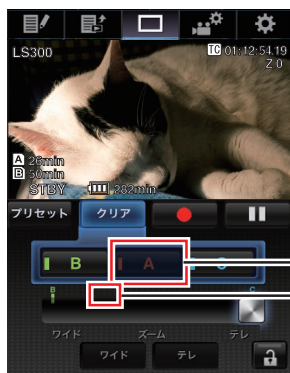 LS300
TC 01:12:54.19
Z 0
A 26min
B 50min
STBY 282min
プリセット クリア
B A C
B C
ワイド ズーム テレ
ワイド テレ